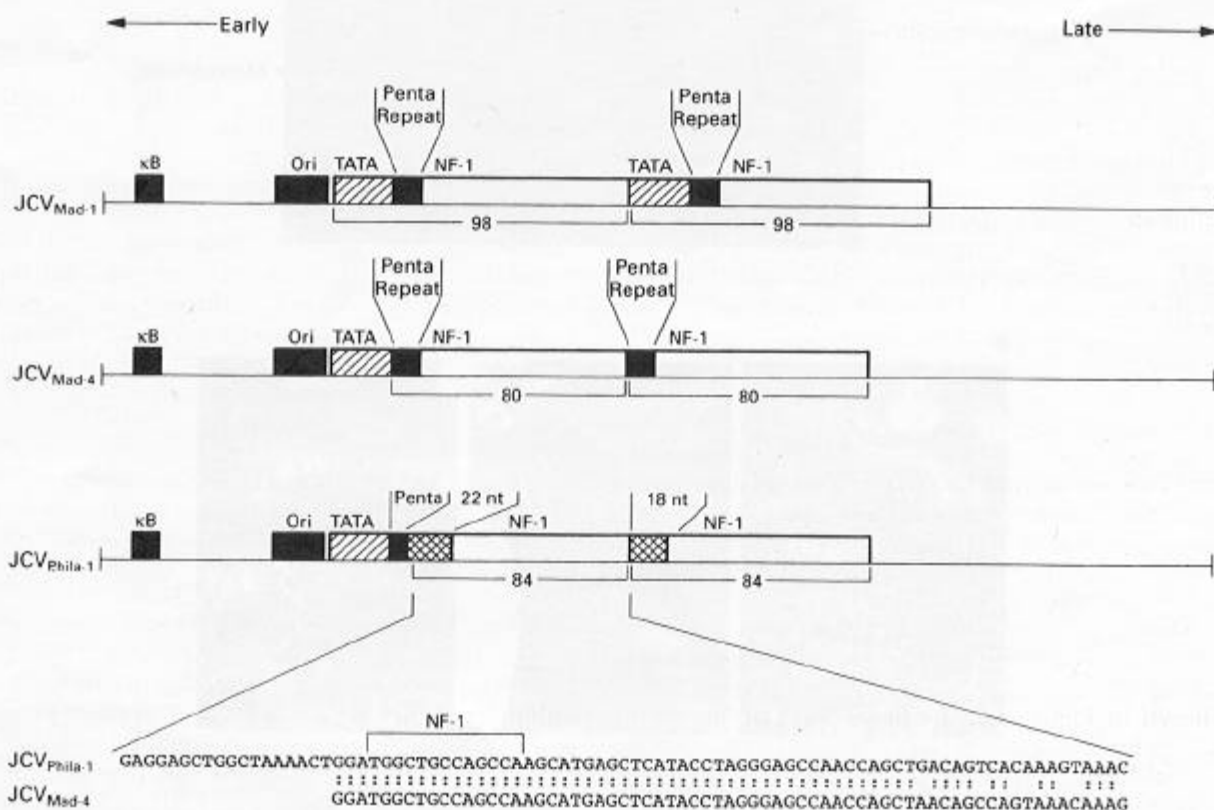 Early Late
Penta Repeat Penta Repeat
κB Ori TATA NF-1 TATA NF-1
JCVMad-1
98 98
Penta Repeat Penta Repeat
κB Ori TATA NF-1 NF-1
JCVMad-4
80 80
Penta 22 nt 18 nt
κB Ori TATA NF-1 NF-1
JCVPhila-1
84 84
NF-1
JCVPhila-1 GAGGAGCTGGCTAAAACTGGATGGCTGCCAGCCAAGCATGAGCTCATACCTAGGGAGCCAACCAGCTGACAGTCACAAAGTAAAC
JCVMad-4 GGATGGCTGCCAGCCAAGCATGAGCTCATACCTAGGGAGCCAACCAGCTAACAGCCAGTAAACAAAG